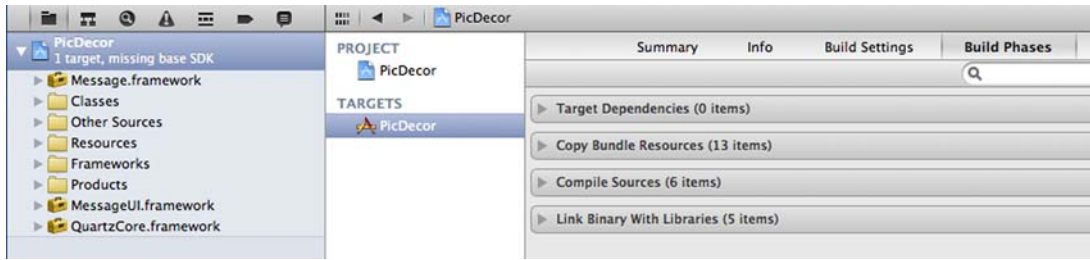 PicDecor
PicDecor
1 target, missing base SDK
Message.framework
Classes
Other Sources
Resources
Frameworks
Products
MessageUI.framework
QuartzCore.framework
PROJECT
PicDecor
TARGETS
PicDecor
Summary Info Build Settings Build Phases
Target Dependencies (0 items)
Copy Bundle Resources (13 items)
Compile Sources (6 items)
Link Binary With Libraries (5 items)